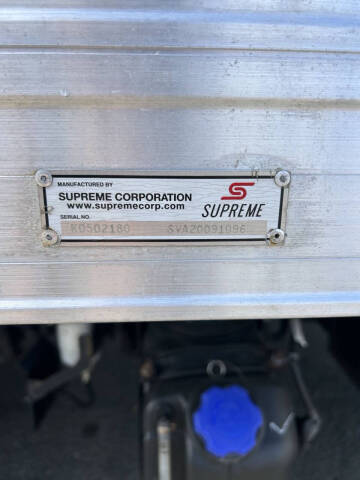 MANUFACTURED BY
SUPREME CORPORATION
www.supremecorp.com
SUPREME
SERIAL NO.
K0502180 SVA20091096